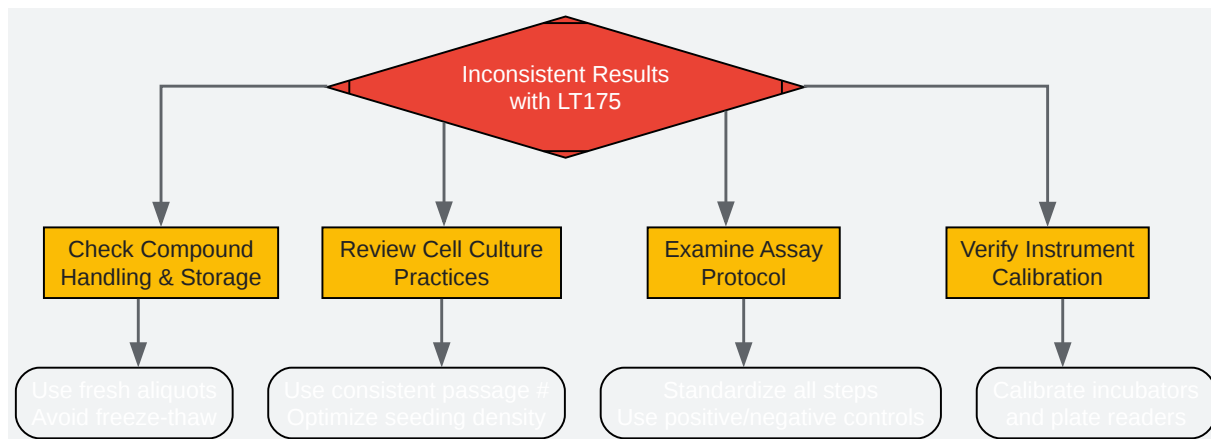 Inconsistent Results
with LT175
Check Compound
Handling & Storage
Review Cell Culture
Practices
Examine Assay
Protocol
Verify Instrument
Calibration
Use fresh aliquots
Avoid freeze-thaw
Use consistent passage #
Optimize seeding density
Standardize all steps
Use positive/negative controls
Calibrate incubators
and plate readers